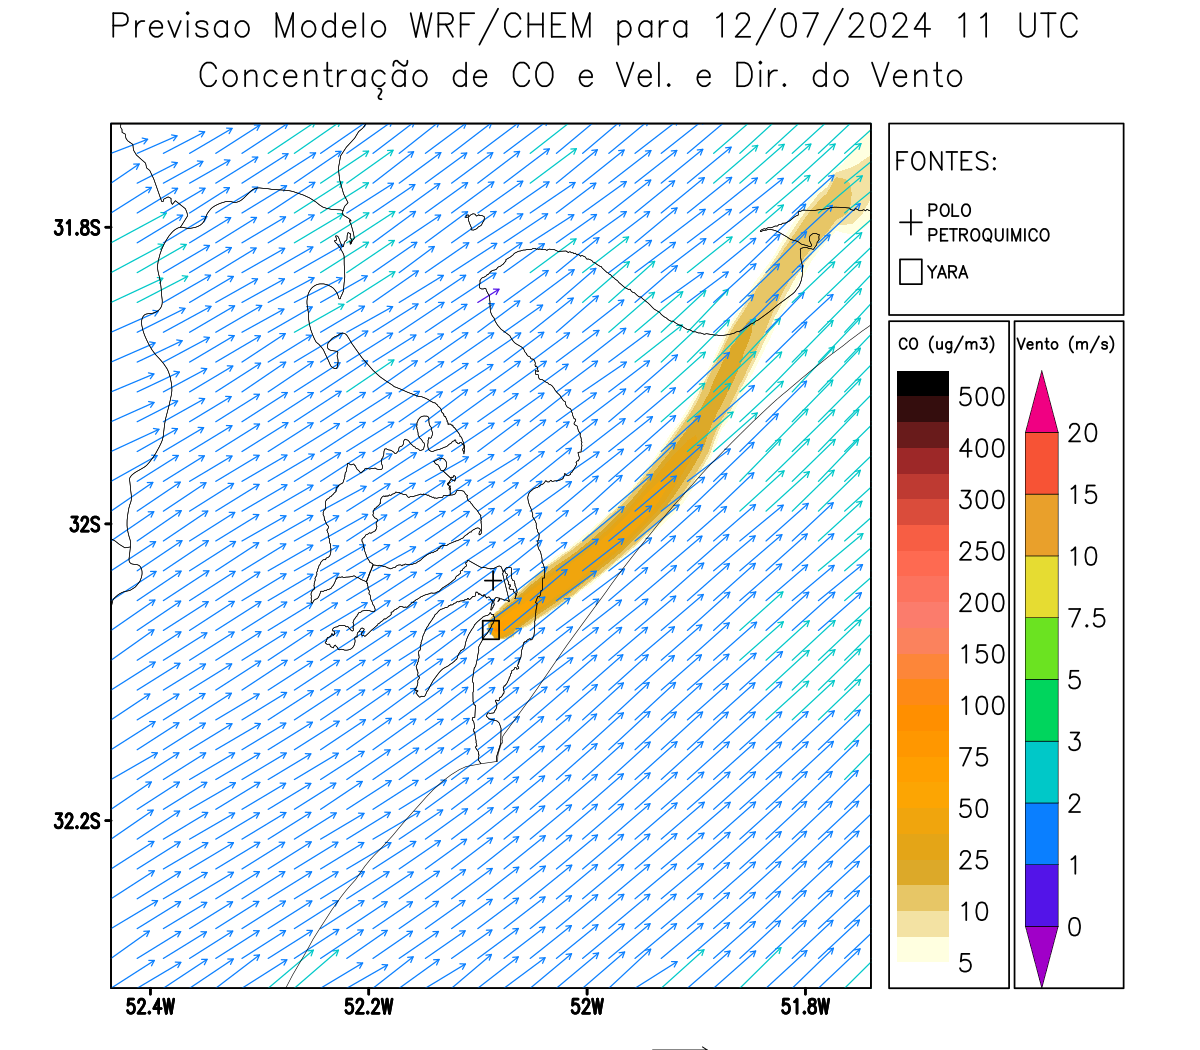 Previsao Modelo WRF/CHEM para 12/07/2024 11 UTC
Concentração de CO e Vel. e Dir. do Vento
FONTES:
POLO
PETROQUIMICO
YARA
CO (ug/m3)
500
400
300
250
200
150
100
75
50
25
10
5
Vento (m/s)
20
15
10
7.5
5
3
2
1
0
31.8S
32S
32.2S
52.4W
52.2W
52W
51.8W